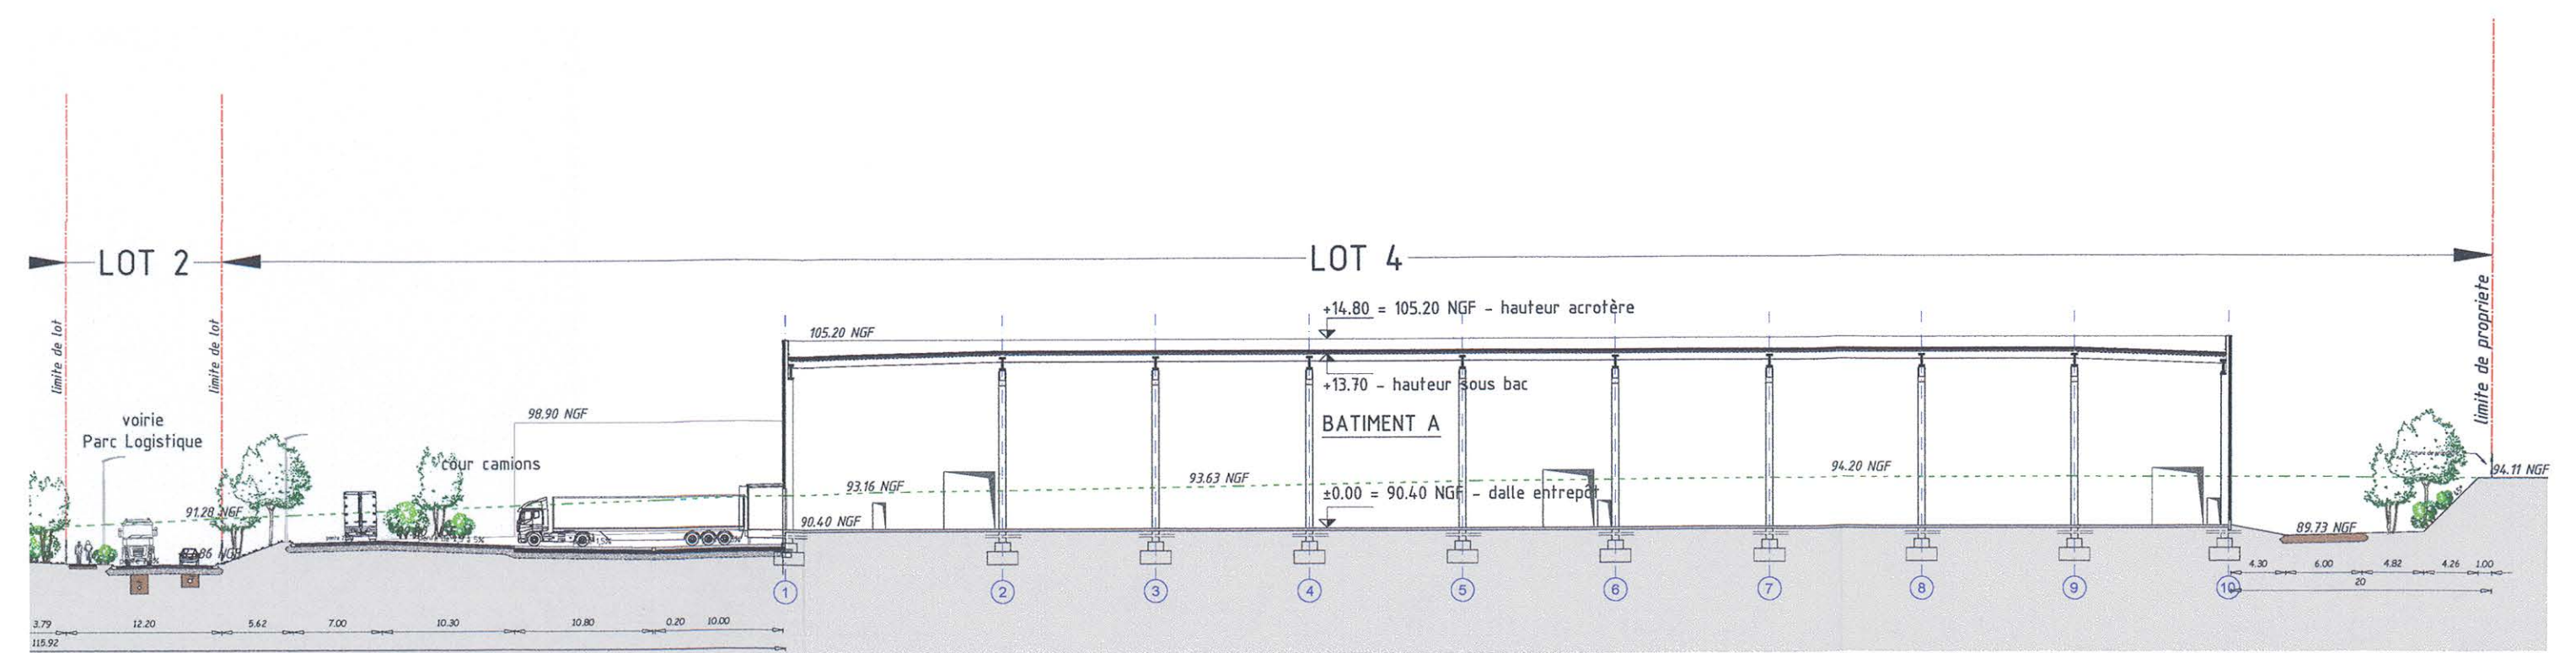 LOT 2
LOT 4
limite de lot
limite de lot
limite de propriete
+14.80 = 105.20 NGF - hauteur acrotère
105.20 NGF
+13.70 - hauteur sous bac
98.90 NGF
BATIMENT A
voirie
Parc Logistique
cour camions
94.20 NGF
94.11 NGF
93.63 NGF
93.16 NGF
±0.00 = 90.40 NGF - dalle entrepôt
91.28 NGF
90.40 NGF
89.73 NGF
1 2 3 4 5 6 7 8 9 10
4.30 6.00 4.82 4.26 1.00
20
3.79 12.20 5.62 7.00 10.30 10.80 0.20 10.00
115.92